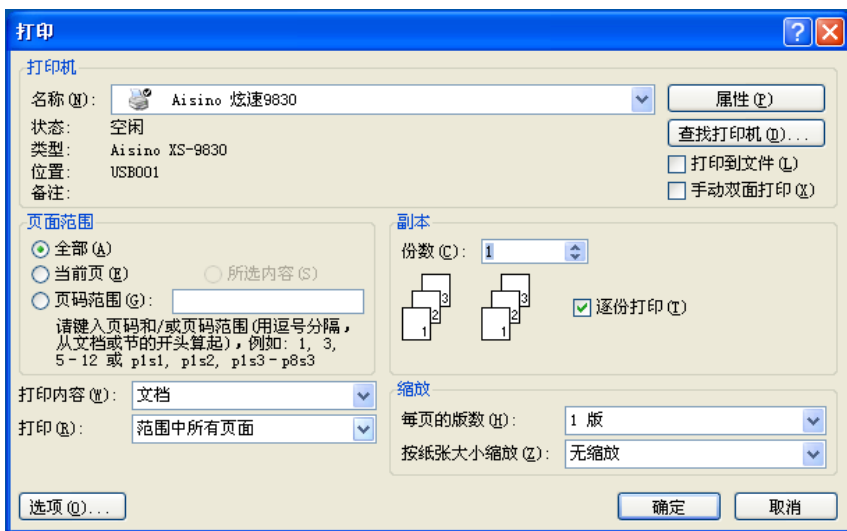 打印
打印机
名称(N): Aisino 炫速9830 属性(P)
状态: 空闲 查找打印机(D)...
类型: Aisino XS-9830
位置: USB001 打印到文件(L)
备注: 手动双面打印(X)
页面范围
全部(A)
当前页(E) 所选内容(S)
页码范围(G):
请键入页码和/或页码范围(用逗号分隔，
从文档或节的开头算起)，例如: 1, 3,
5-12 或 p1s1, p1s2, p1s3-p8s3
副本
份数(C): 1
3 3
2 2
1 1
逐份打印(T)
打印内容(W): 文档
打印(R): 范围中所有页面
缩放
每页的版数(H): 1 版
按纸张大小缩放(Z): 无缩放
选项(O)... 确定 取消